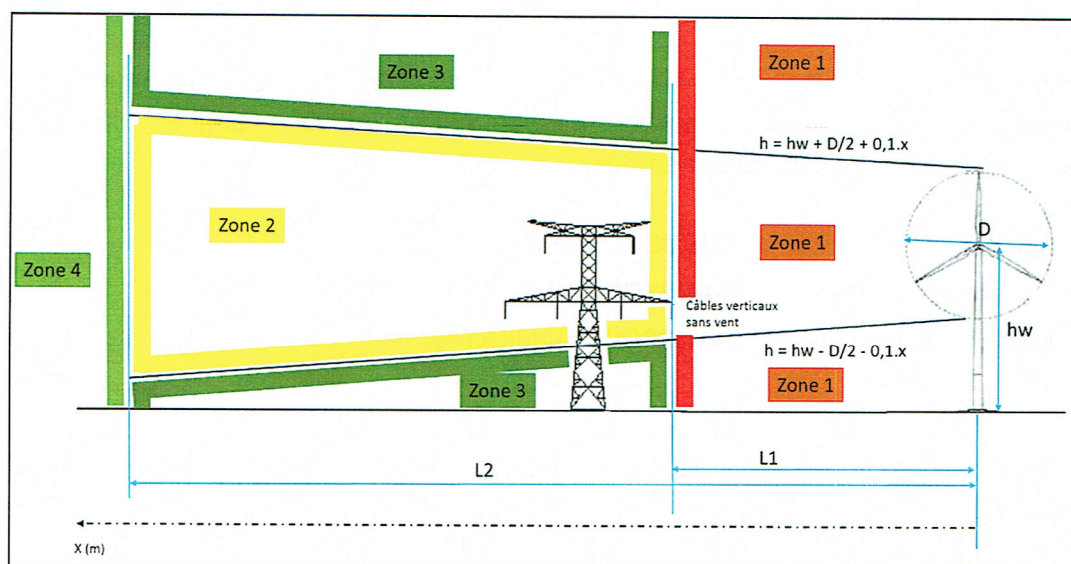 Zone 3
Zone 1
h = hw + D/2 + 0,1.x
Zone 2
D
Zone 1
Zone 4
Câbles verticaux
sans vent
hw
h = hw - D/2 - 0,1.x
Zone 3
Zone 1
L1
L2
X (m)